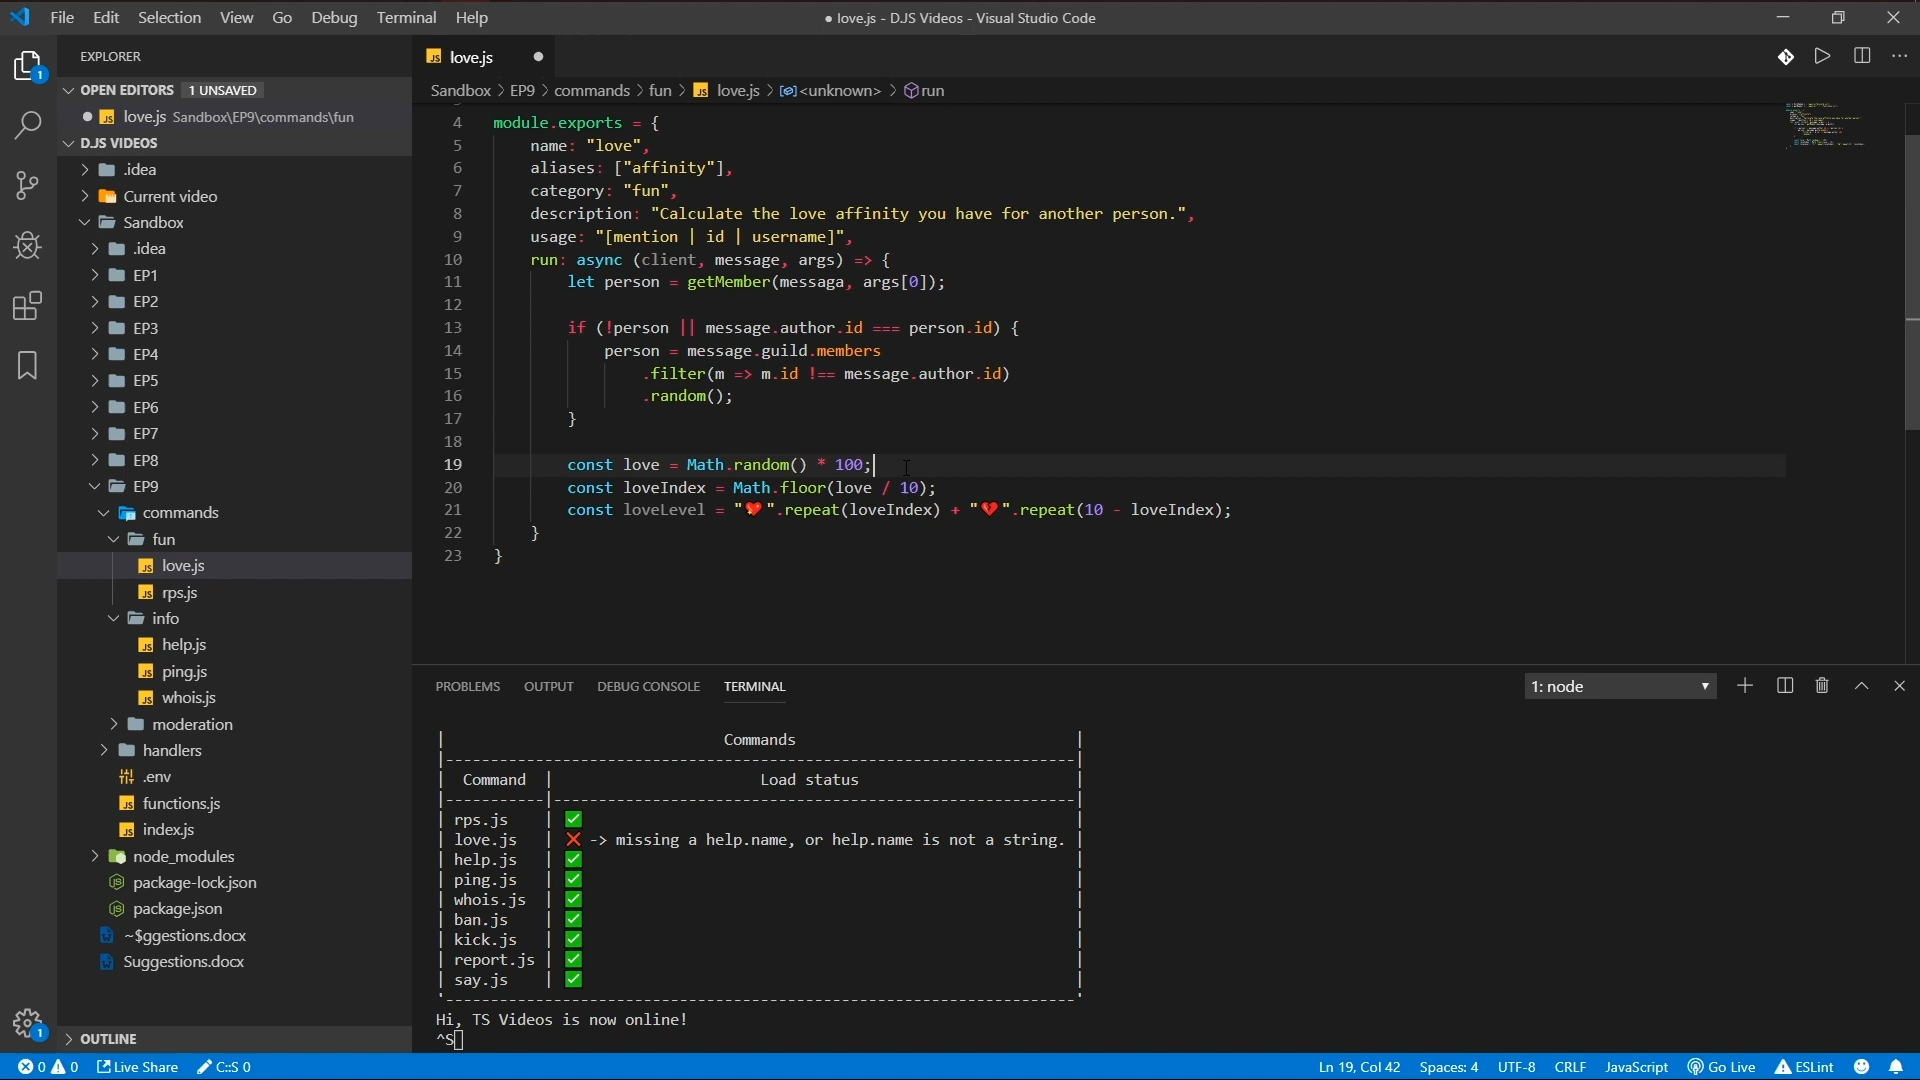 File Edit Selection View Go Debug Terminal Help
● love.js - DJS Videos - Visual Studio Code
EXPLORER
OPEN EDITORS 1 UNSAVED
love.js Sandbox\EP9\commands\fun
DJS VIDEOS
.idea
Current video
Sandbox
.idea
EP1
EP2
EP3
EP4
EP5
EP6
EP7
EP8
EP9
commands
fun
love.js
rps.js
info
help.js
ping.js
whois.js
moderation
handlers
.env
functions.js
index.js
node_modules
package-lock.json
package.json
~$ggestions.docx
Suggestions.docx
OUTLINE
love.js
Sandbox > EP9 > commands > fun > love.js > <unknown> > run
4 module.exports = {
5 name: "love",
6 aliases: ["affinity"],
7 category: "fun",
8 description: "Calculate the love affinity you have for another person.",
9 usage: "[mention | id | username]",
10 run: async (client, message, args) => {
11 let person = getMember(messaga, args[0]);
12
13 if (!person || message.author.id === person.id) {
14 person = message.guild.members
15 .filter(m => m.id !== message.author.id)
16 .random();
17 }
18
19 const love = Math.random() * 100;
20 const loveIndex = Math.floor(love / 10);
21 const loveLevel = "💖".repeat(loveIndex) + "💔".repeat(10 - loveIndex);
22 }
23 }
PROBLEMS OUTPUT DEBUG CONSOLE TERMINAL
1: node
Commands
Command | Load status
rps.js | ✅
love.js | ❌ -> missing a help.name, or help.name is not a string.
help.js | ✅
ping.js | ✅
whois.js | ✅
ban.js | ✅
kick.js | ✅
report.js | ✅
say.js | ✅
Hi, TS Videos is now online!
^S
0 0 Live Share C::S 0 Ln 19, Col 42 Spaces: 4 UTF-8 CRLF JavaScript Go Live ESLint